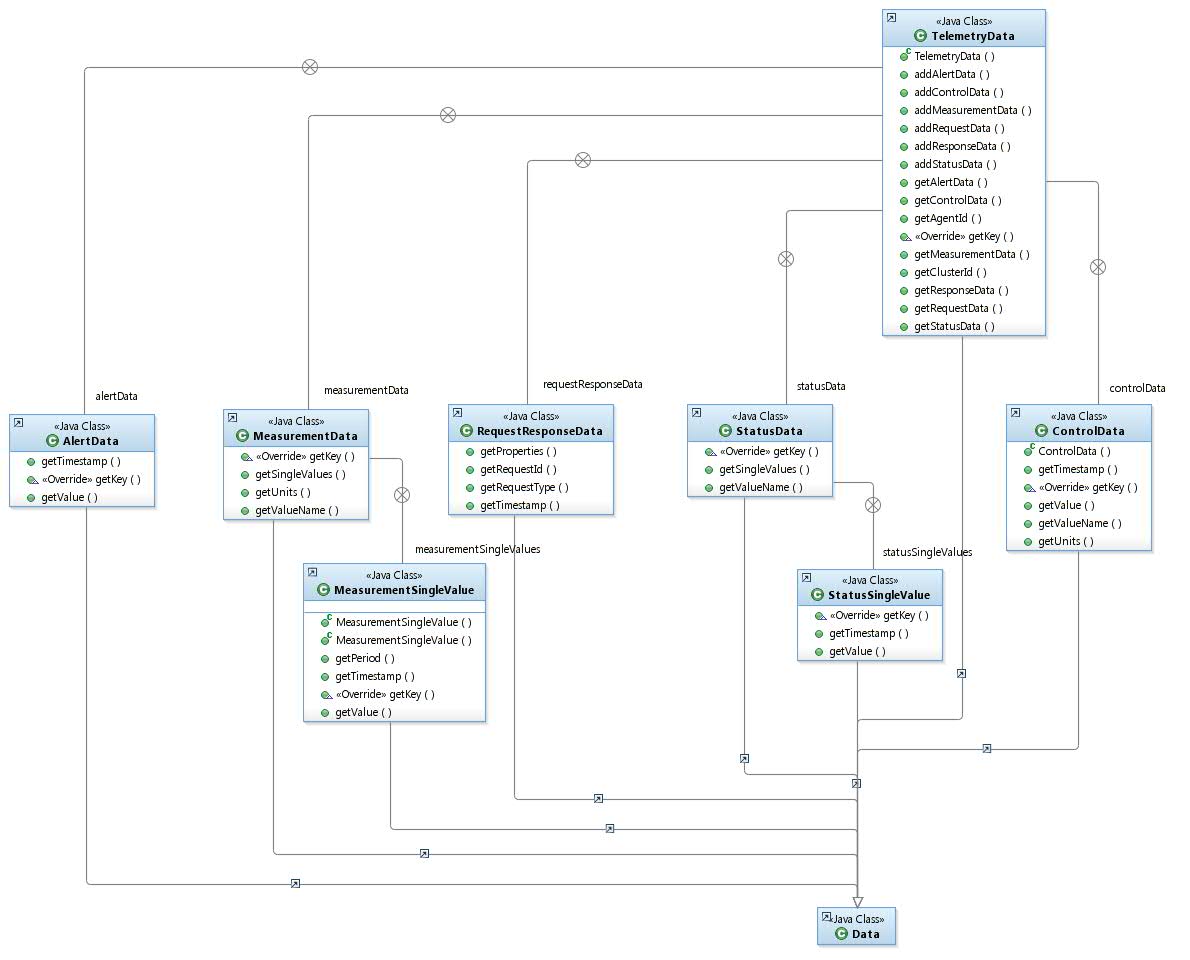 «Java Class»
TelemetryData
TelemetryData ( )
addAlertData ( )
addControlData ( )
addMeasurementData ( )
addRequestData ( )
addResponseData ( )
addStatusData ( )
getAlertData ( )
getControlData ( )
getAgentId ( )
«Override» getKey ( )
getMeasurementData ( )
getClusterId ( )
getResponseData ( )
getRequestData ( )
getStatusData ( )
alertData
measurementData
requestResponseData
statusData
controlData
«Java Class»
AlertData
getTimestamp ( )
«Override» getKey ( )
getValue ( )
«Java Class»
MeasurementData
«Override» getKey ( )
getSingleValues ( )
getUnits ( )
getValueName ( )
«Java Class»
RequestResponseData
getProperties ( )
getRequestId ( )
getRequestType ( )
getTimestamp ( )
«Java Class»
StatusData
«Override» getKey ( )
getSingleValues ( )
getValueName ( )
«Java Class»
ControlData
ControlData ( )
getTimestamp ( )
«Override» getKey ( )
getValue ( )
getValueName ( )
getUnits ( )
measurementSingleValues
statusSingleValues
«Java Class»
MeasurementSingleValue
MeasurementSingleValue ( )
MeasurementSingleValue ( )
getPeriod ( )
getTimestamp ( )
«Override» getKey ( )
getValue ( )
«Java Class»
StatusSingleValue
«Override» getKey ( )
getTimestamp ( )
getValue ( )
«Java Class»
Data